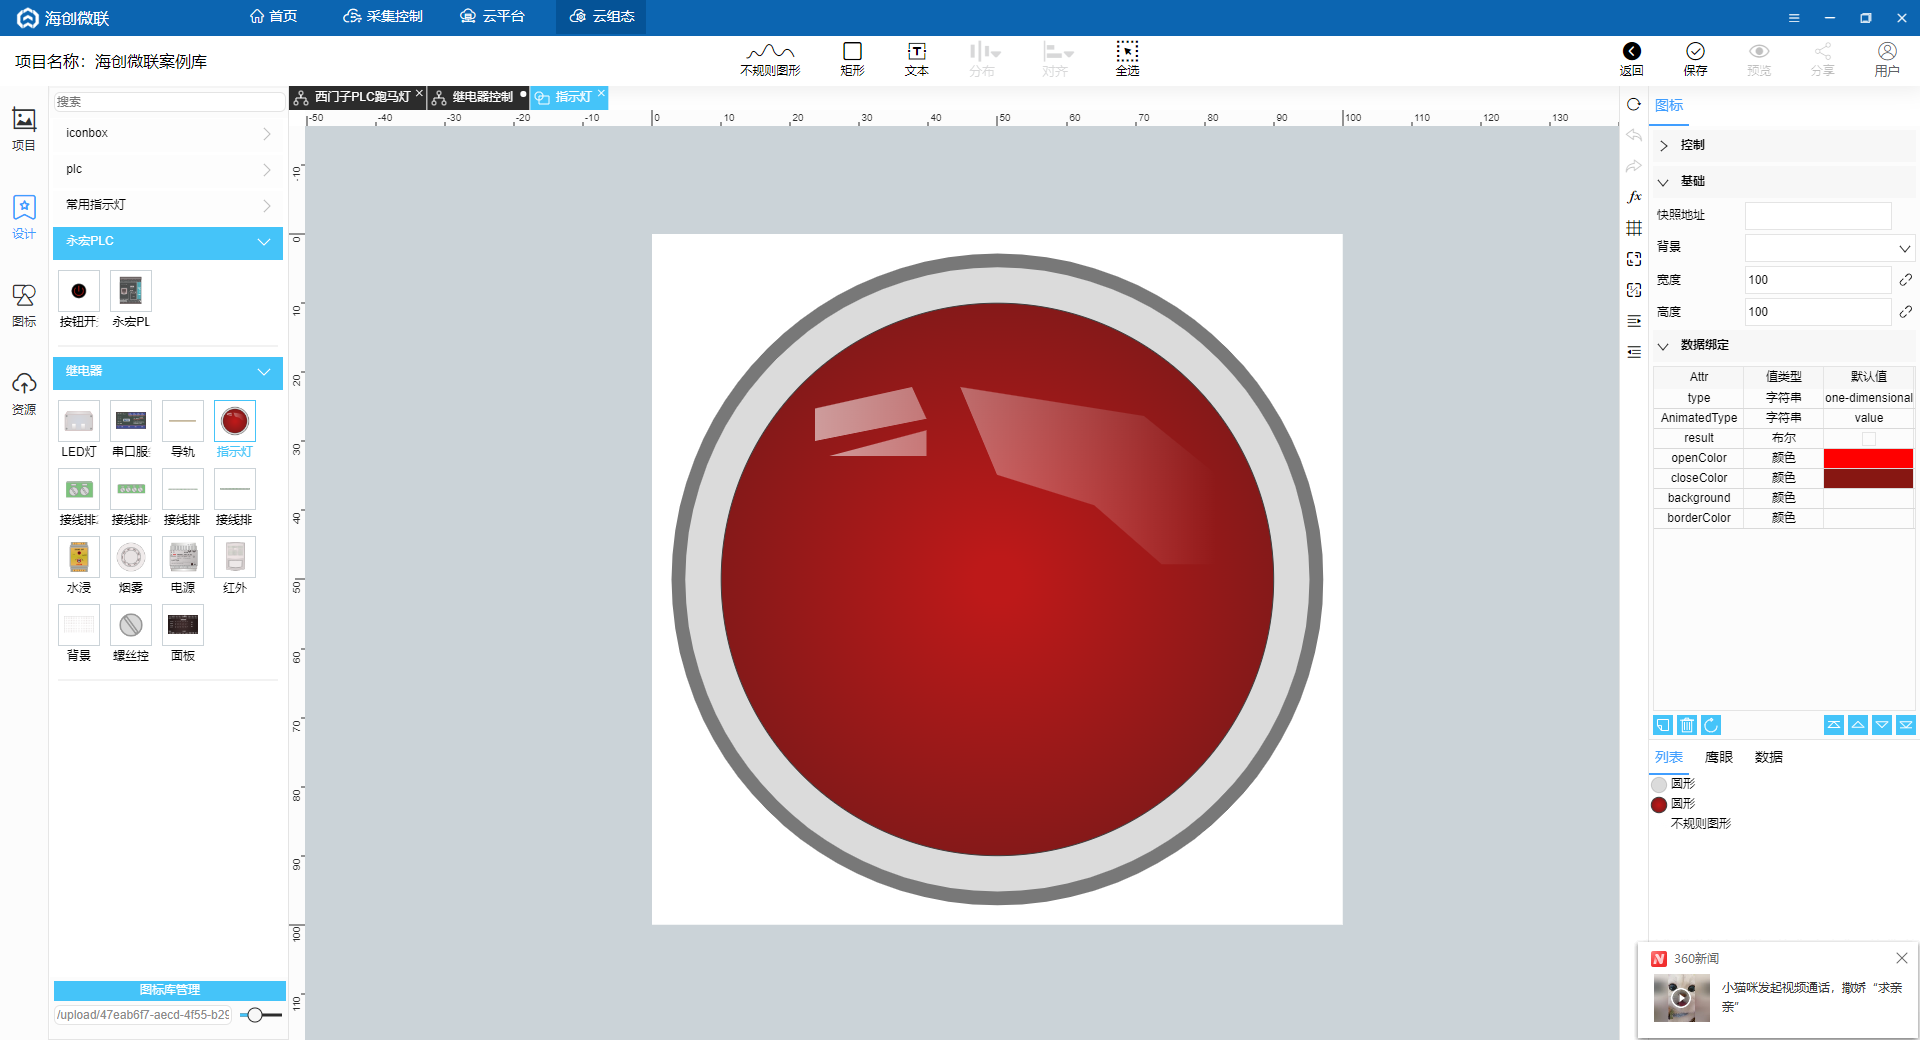 海创微联
首页
采集控制
云平台
云组态
项目名称：海创微联案例库
不规则图形
矩形
文本
分布
对齐
全选
返回
保存
预览
分享
用户
项目
设计
图标
资源
搜索
iconbox
plc
常用指示灯
永宏PLC
按钮开
永宏PL
继电器
LED灯
串口服
导轨
指示灯
接线排
接线排
接线排
接线排
水浸
烟雾
电源
红外
背景
螺丝控
面板
图标库管理
/upload/47eab6f7-aecd-4f55-b29
西门子PLC跑马灯
继电器控制
指示灯
-50 -40 -30 -20 -10 0 10 20 30 40 50 60 70 80 90 100 110 120 130
-10 0 10 20 30 40 50 60 70 80 90 100 110
图标
控制
基础
快照地址
背景
宽度 100
高度 100
数据绑定
Attr 值类型 默认值
type 字符串 one-dimensional
AnimatedType 字符串 value
result 布尔
openColor 颜色
closeColor 颜色
background 颜色
borderColor 颜色
列表 鹰眼 数据
圆形
圆形
不规则图形
360新闻
小猫咪发起视频通话，撒娇“求亲
亲”